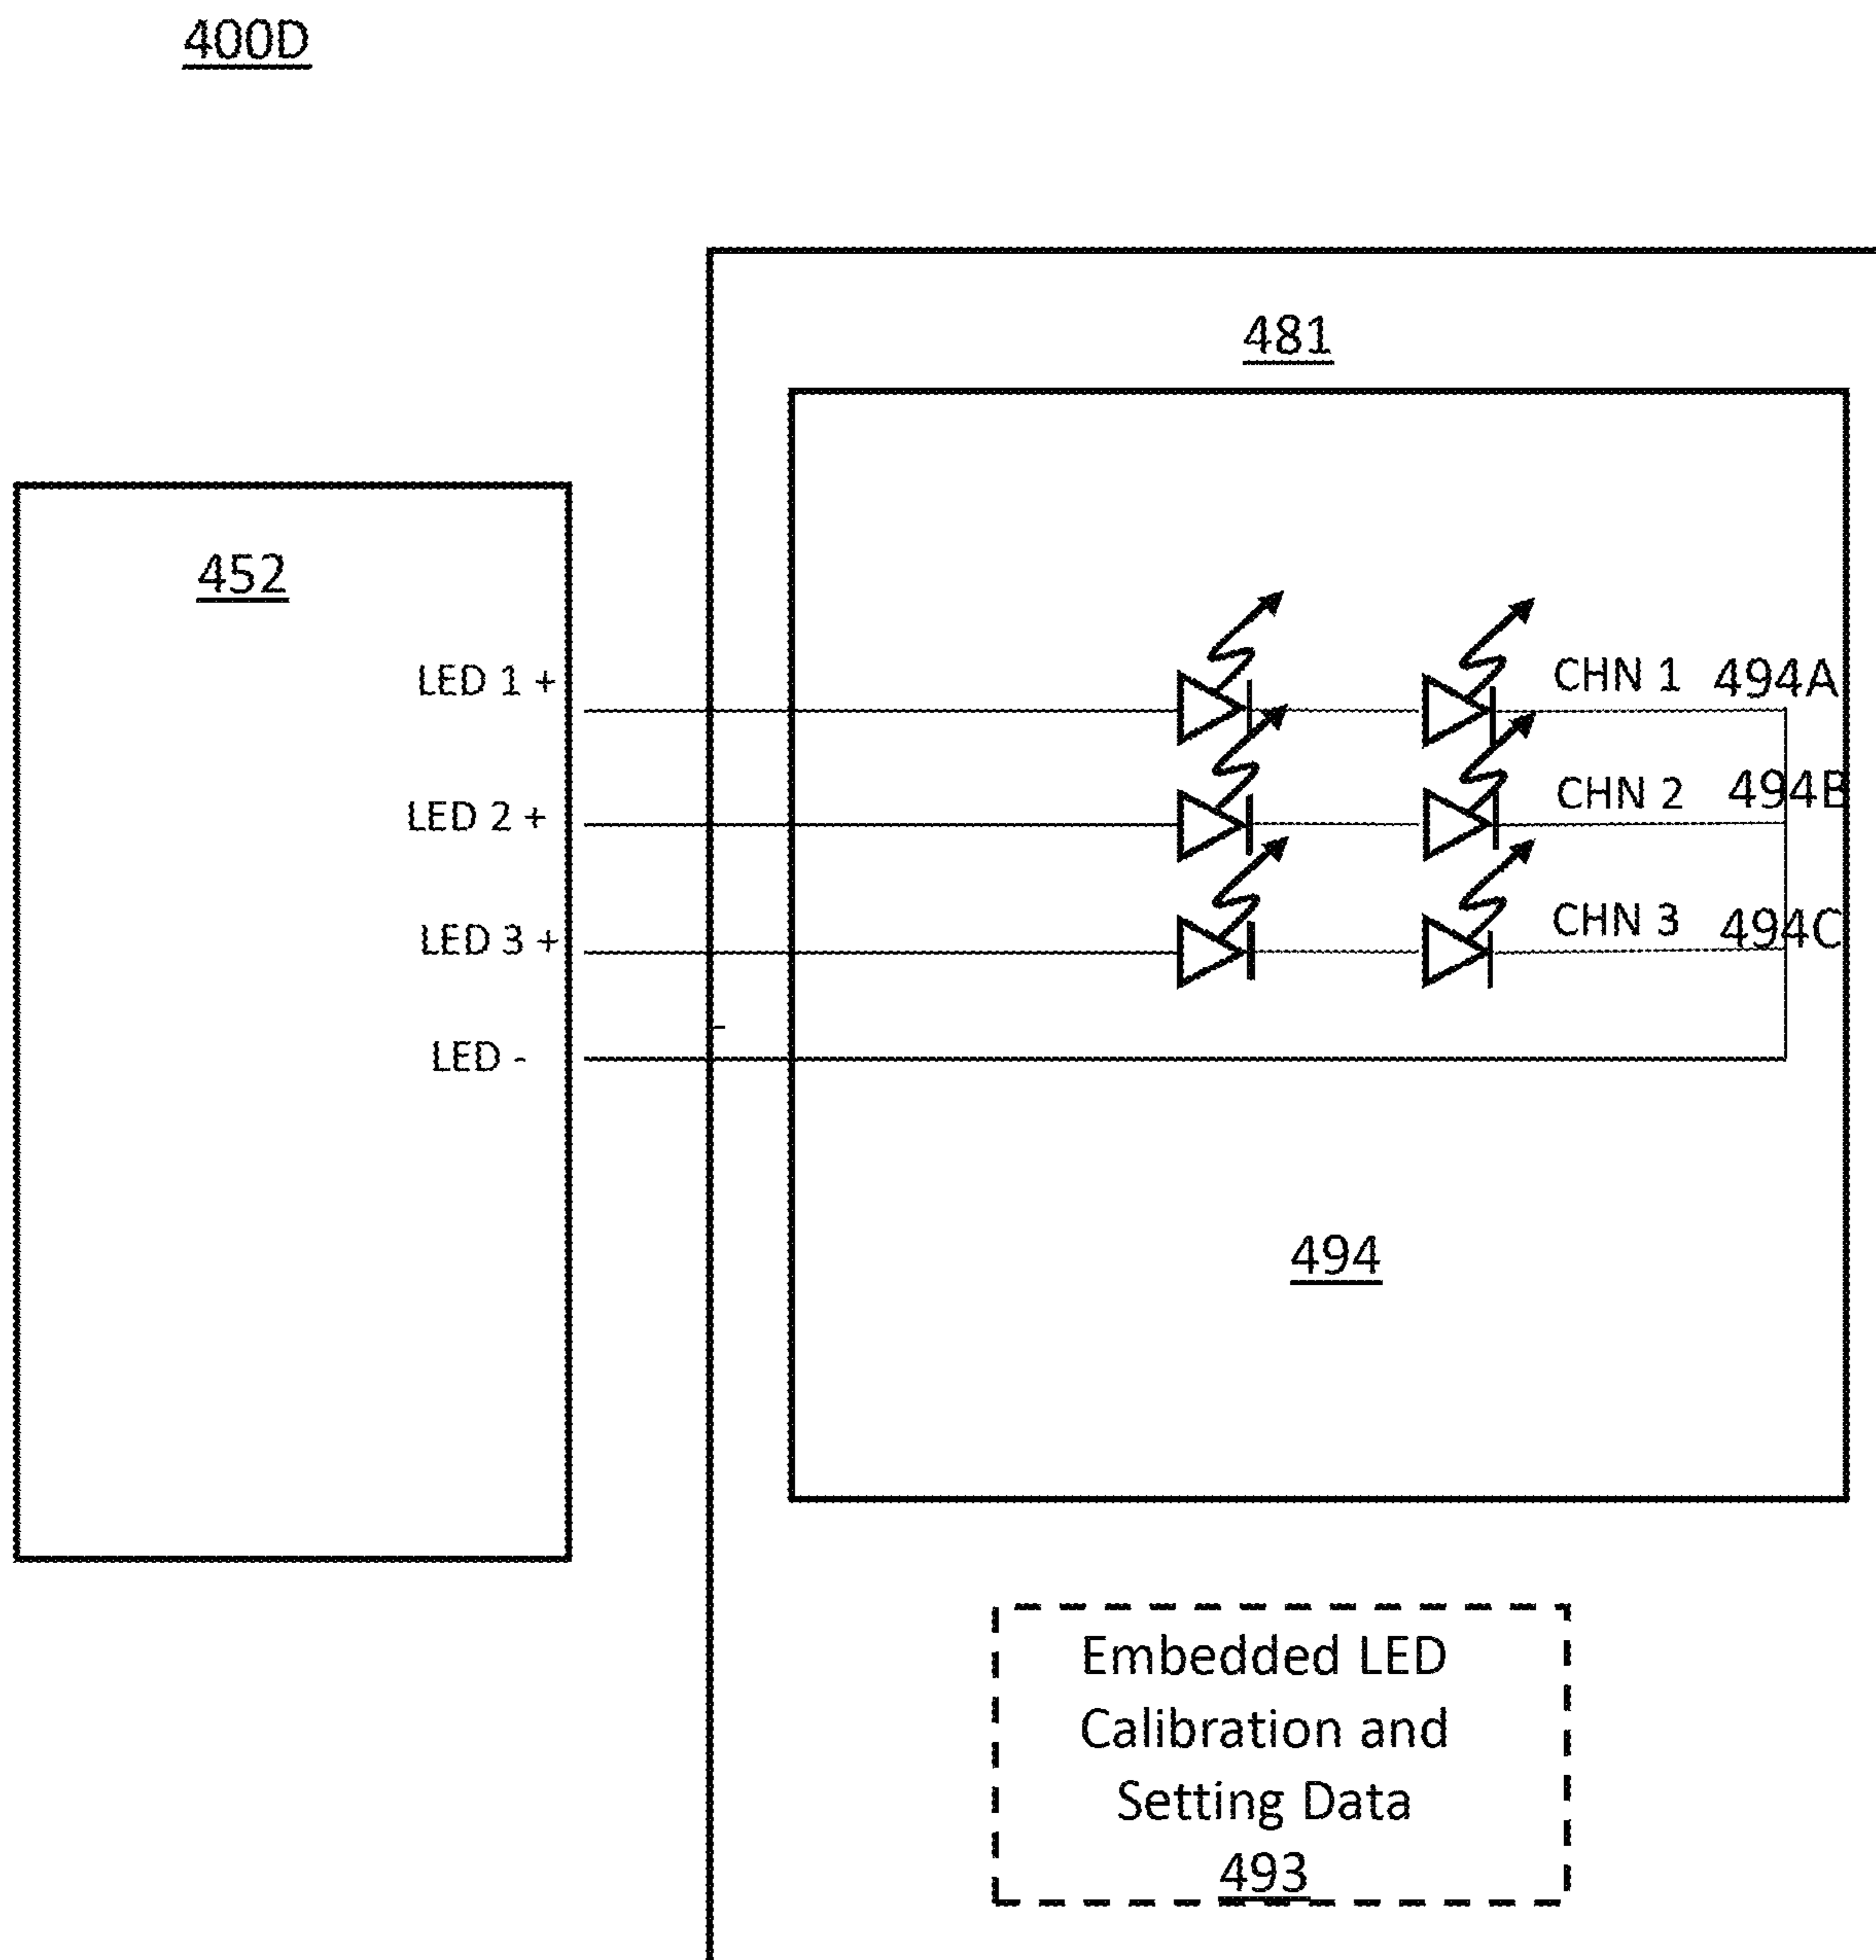 400D
481
452
LED 1 +
CHN 1 494A
LED 2 +
CHN 2 494B
LED 3 +
CHN 3 494C
LED -
494
Embedded LED
Calibration and
Setting Data
493